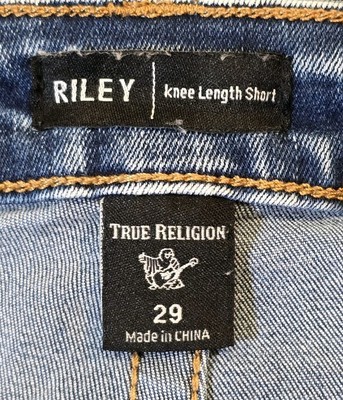 RILEY | Knee Length Short
TRUE RELIGION
29
Made in CHINA